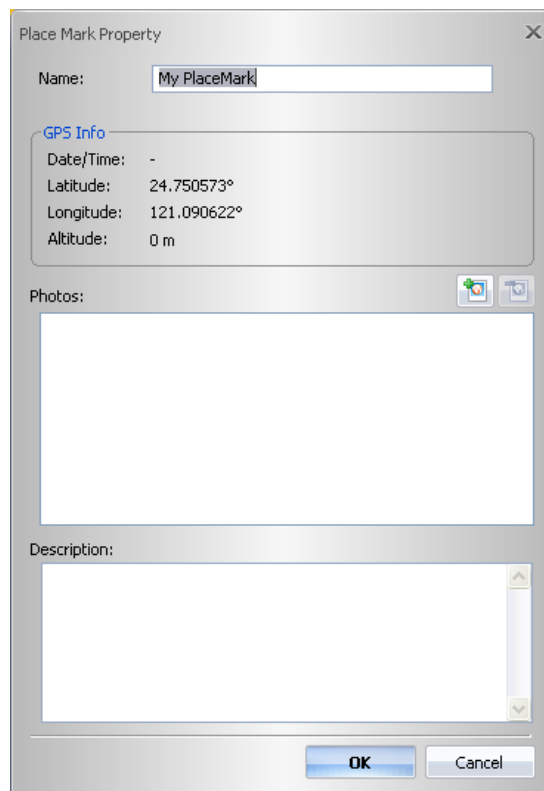 Place Mark Property
Name: My PlaceMark
GPS Info
Date/Time: -
Latitude: 24.750573°
Longitude: 121.090622°
Altitude: 0 m
Photos:
Description:
OK Cancel